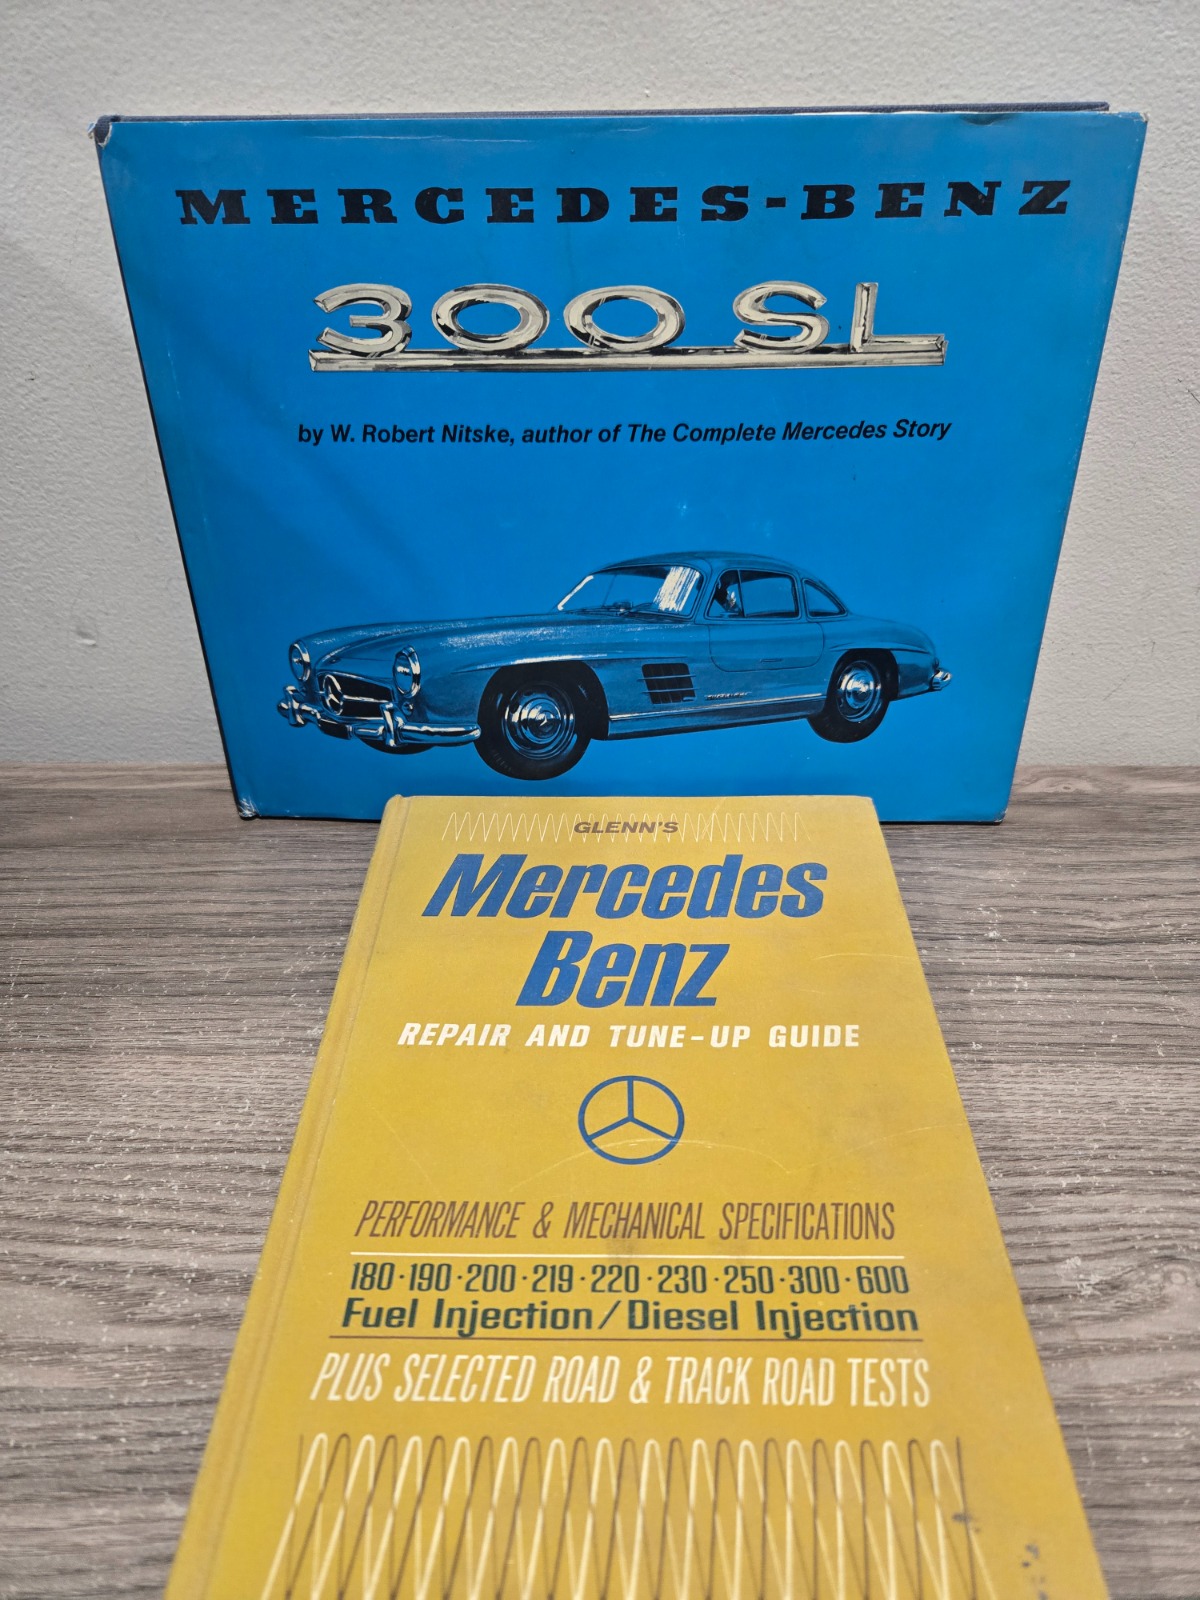 MERCEDES-BENZ
300 SL
by W. Robert Nitske, author of The Complete Mercedes Story
GLENN'S
Mercedes
Benz
REPAIR AND TUNE-UP GUIDE
PERFORMANCE & MECHANICAL SPECIFICATIONS
180·190·200·219·220·230·250·300·600
Fuel Injection/Diesel Injection
PLUS SELECTED ROAD & TRACK ROAD TESTS